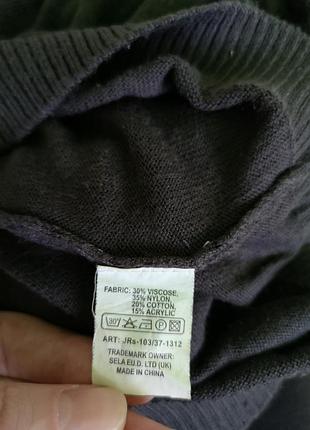 FABRIC: 30% VISCOSE,
35% NYLON,
20% COTTON,
15% ACRYLIC
30° P
ART: JRs-103/37-1312
TRADEMARK OWNER:
SELA EU.D. LTD (UK)
MADE IN CHINA